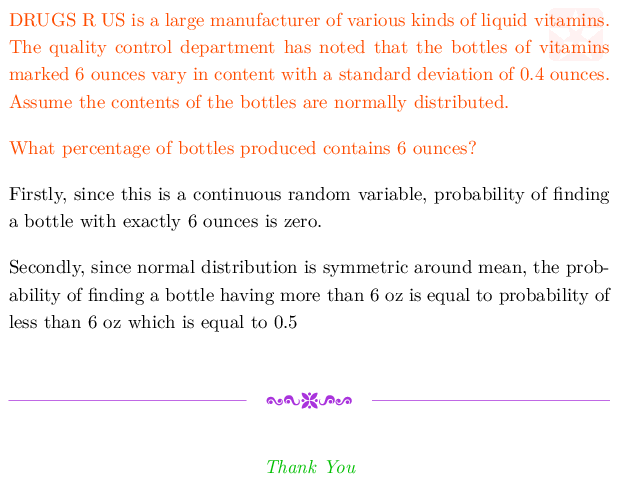 DRUGS R US is a large manufacturer of various kinds of liquid vitamins.
The quality control department has noted that the bottles of vitamins
marked 6 ounces vary in content with a standard deviation of 0.4 ounces.
Assume the contents of the bottles are normally distributed.
What percentage of bottles produced contains 6 ounces?
Firstly, since this is a continuous random variable, probability of finding
a bottle with exactly 6 ounces is zero.
Secondly, since normal distribution is symmetric around mean, the prob-
ability of finding a bottle having more than 6 oz is equal to probability of
less than 6 oz which is equal to 0.5
Thank You